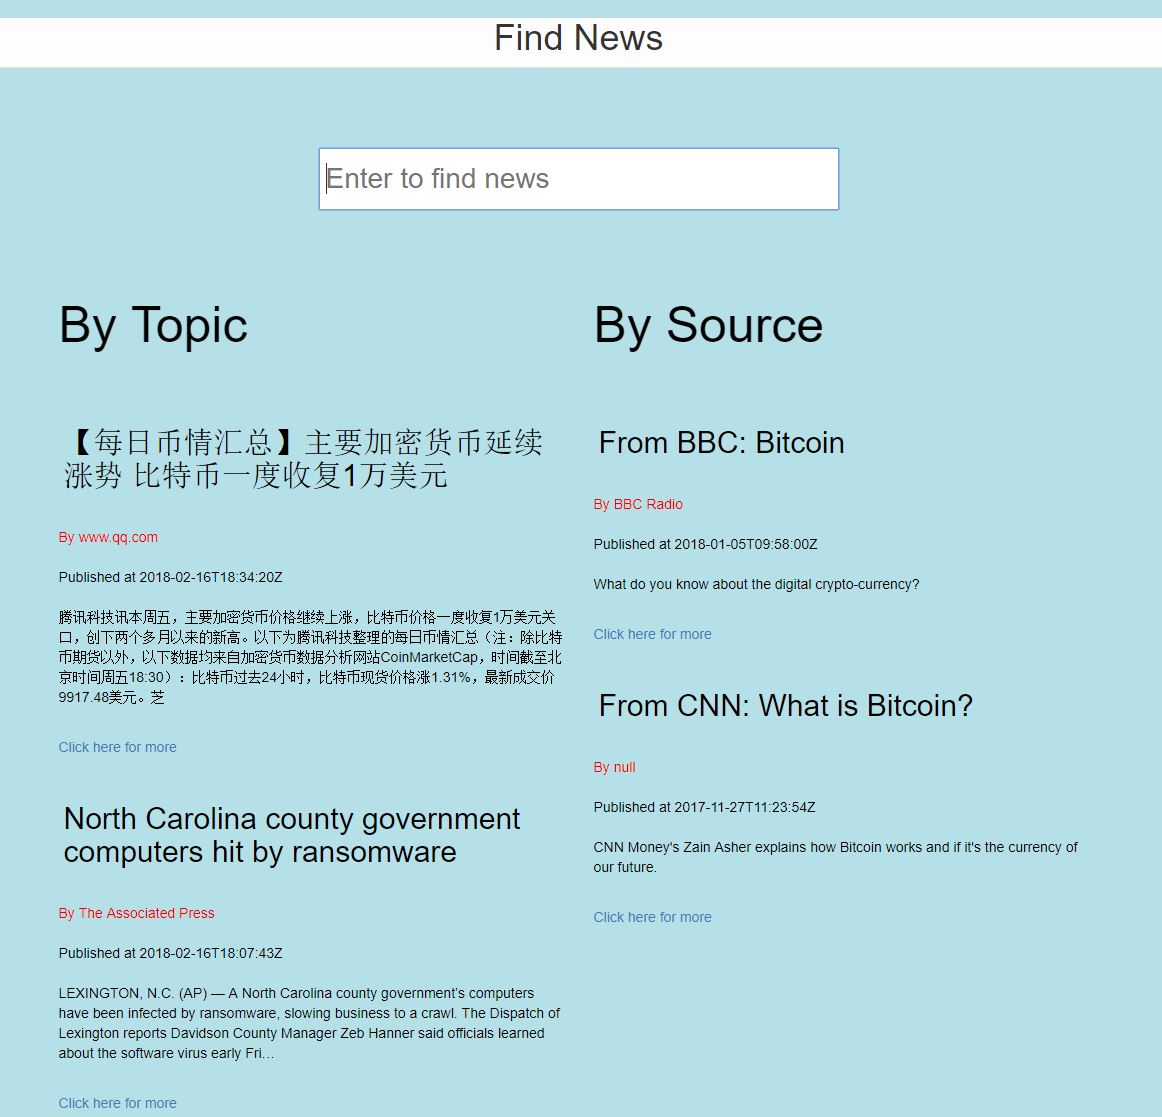 Find News
Enter to find news
By Topic
【每日币情汇总】主要加密货币延续
涨势 比特币一度收复1万美元
By www.qq.com
Published at 2018-02-16T18:34:20Z
腾讯科技讯本周五，主要加密货币价格继续上涨，比特币价格一度收复1万美元关
口，创下两个多月以来的新高。以下为腾讯科技整理的每日币情汇总（注：除比特
币期货以外，以下数据均来自加密货币数据分析网站CoinMarketCap，时间截至北
京时间周五18:30）：比特币过去24小时，比特币现货价格涨1.31%，最新成交价
9917.48美元。芝
Click here for more
North Carolina county government
computers hit by ransomware
By The Associated Press
Published at 2018-02-16T18:07:43Z
LEXINGTON, N.C. (AP) — A North Carolina county government’s computers
have been infected by ransomware, slowing business to a crawl. The Dispatch of
Lexington reports Davidson County Manager Zeb Hanner said officials learned
about the software virus early Fri…
Click here for more
By Source
From BBC: Bitcoin
By BBC Radio
Published at 2018-01-05T09:58:00Z
What do you know about the digital crypto-currency?
Click here for more
From CNN: What is Bitcoin?
By null
Published at 2017-11-27T11:23:54Z
CNN Money's Zain Asher explains how Bitcoin works and if it's the currency of
our future.
Click here for more